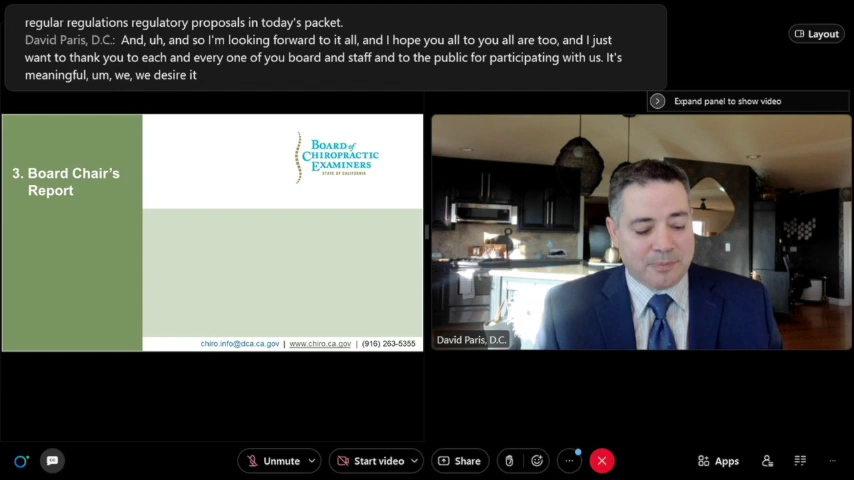 regular regulations regulatory proposals in today's packet.
David Paris, D.C.: And, uh, and so I'm looking forward to it all, and I hope you all to you all are too, and I just
want to thank you to each and every one of you board and staff and to the public for participating with us. It's
meaningful, um, we, we desire it
Layout
Expand panel to show video
3. Board Chair's
Report
BOARD of
CHIROPRACTIC
EXAMINERS
STATE OF CALIFORNIA
chiro.info@dca.ca.gov | www.chiro.ca.gov | (916) 263-5355
David Paris, D.C.
Unmute
Start video
Share
Apps